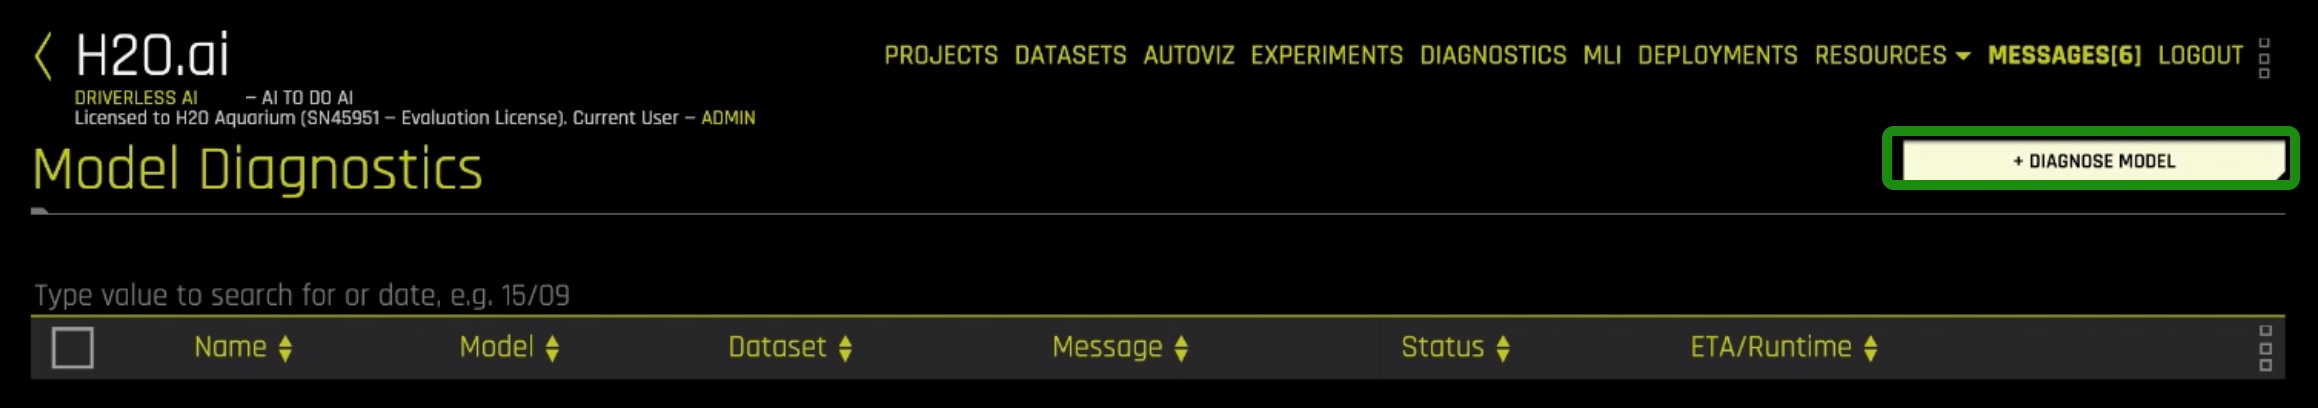 H2O.ai
PROJECTS DATASETS AUTOVIZ EXPERIMENTS DIAGNOSTICS MLI DEPLOYMENTS RESOURCES MESSAGES[6] LOGOUT
DRIVERLESS AI – AI TO DO AI
Licensed to H2O Aquarium (SN45951 – Evaluation License). Current User – ADMIN
Model Diagnostics
+ DIAGNOSE MODEL
Type value to search for or date, e.g. 15/09
Name Model Dataset Message Status ETA/Runtime